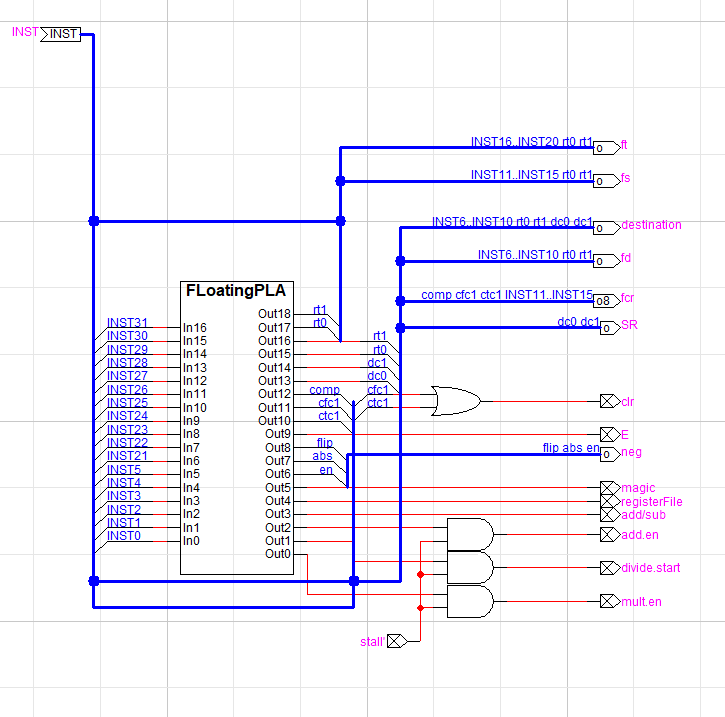 INST INST
INST16..INST20 rt0 rt1 o ft
INST11..INST15 rt0 rt1 o fs
INST6..INST10 rt0 rt1 dc0 dc1 o destination
INST6..INST10 rt0 rt1 o fd
comp cfc1 ctc1 INST11..INST15 o8 fcr
dc0 dc1 o SR
FLoatingPLA
Out18 rt1
INST31 In16 Out17 rt0
INST30 In15 Out16 rt1
INST29 In14 Out15 rt0
INST28 In13 Out14 dc1
INST27 In12 Out13 dc0
INST26 In11 Out12 comp cfc1
INST25 In10 Out11 cfc1 ctc1 clr
INST24 In9 Out10 ctc1
INST23 In8 Out9 E
INST22 In7 Out8 flip flip abs en o neg
INST21 In6 Out7 abs
INST5 In5 Out6 en
INST4 In4 Out5 magic
INST3 In3 Out4 registerFile
INST2 In2 Out3 add/sub
INST1 In1 Out2 add.en
INST0 In0 Out1
Out0 divide.start
mult.en
stall'